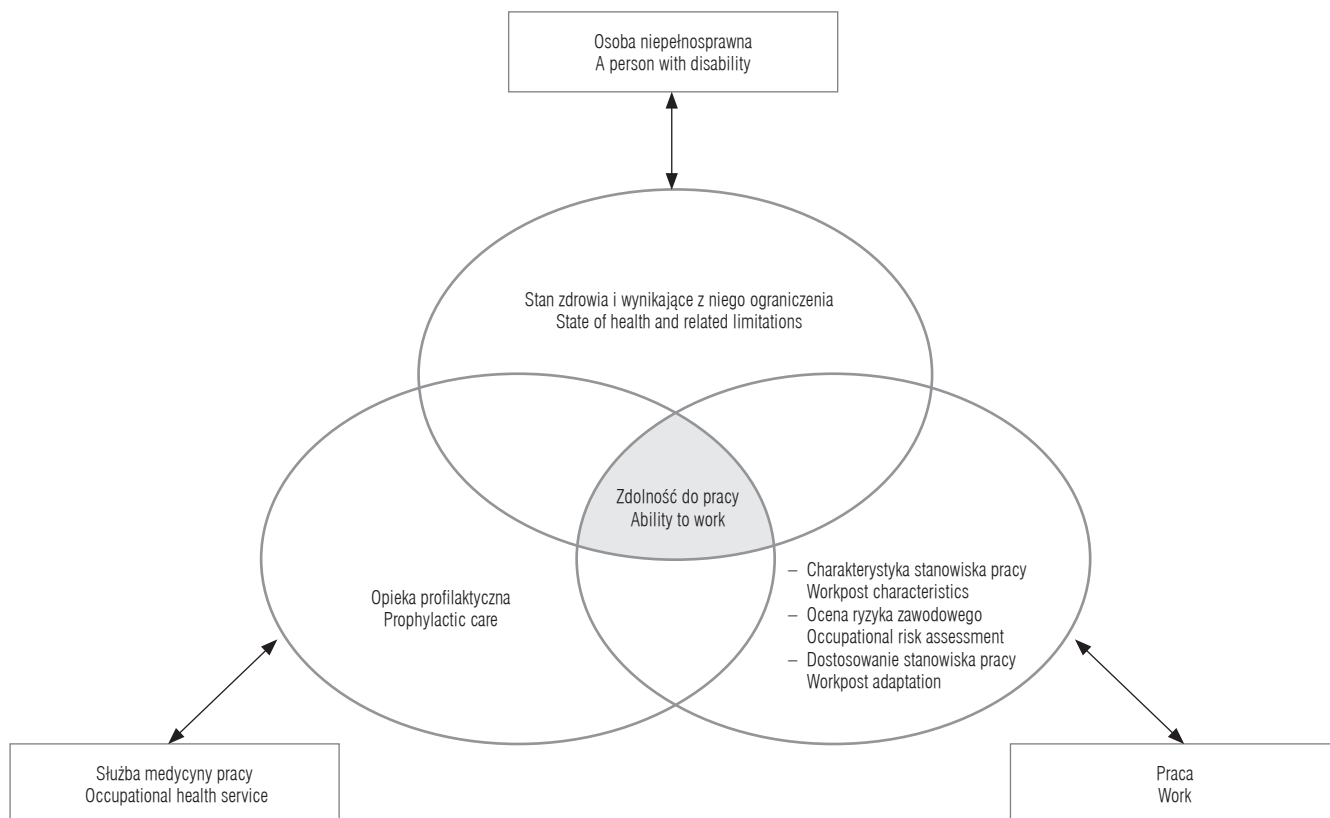 Osoba niepełnosprawna
A person with disability
Stan zdrowia i wynikające z niego ograniczenia
State of health and related limitations
Zdolność do pracy
Ability to work
Opieka profilaktyczna
Prophylactic care
– Charakterystyka stanowiska pracy
Workpost characteristics
– Ocena ryzyka zawodowego
Occupational risk assessment
– Dostosowanie stanowiska pracy
Workpost adaptation
Służba medycyny pracy
Occupational health service
Praca
Work